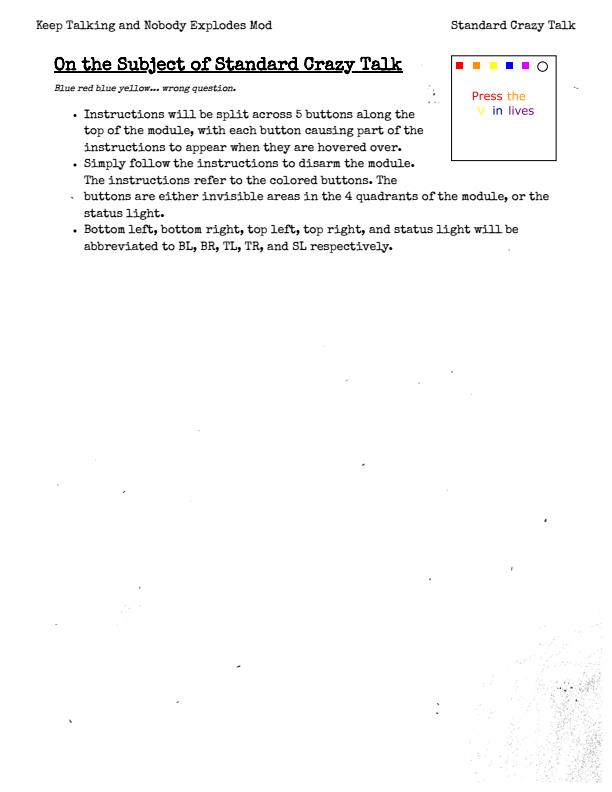 Keep Talking and Nobody Explodes Mod
Standard Crazy Talk
On the Subject of Standard Crazy Talk
Blue red blue yellow... wrong question.
Press the
V in lives
• Instructions will be split across 5 buttons along the
top of the module, with each button causing part of the
instructions to appear when they are hovered over.
• Simply follow the instructions to disarm the module.
The instructions refer to the colored buttons. The
buttons are either invisible areas in the 4 quadrants of the module, or the
status light.
• Bottom left, bottom right, top left, top right, and status light will be
abbreviated to BL, BR, TL, TR, and SL respectively.